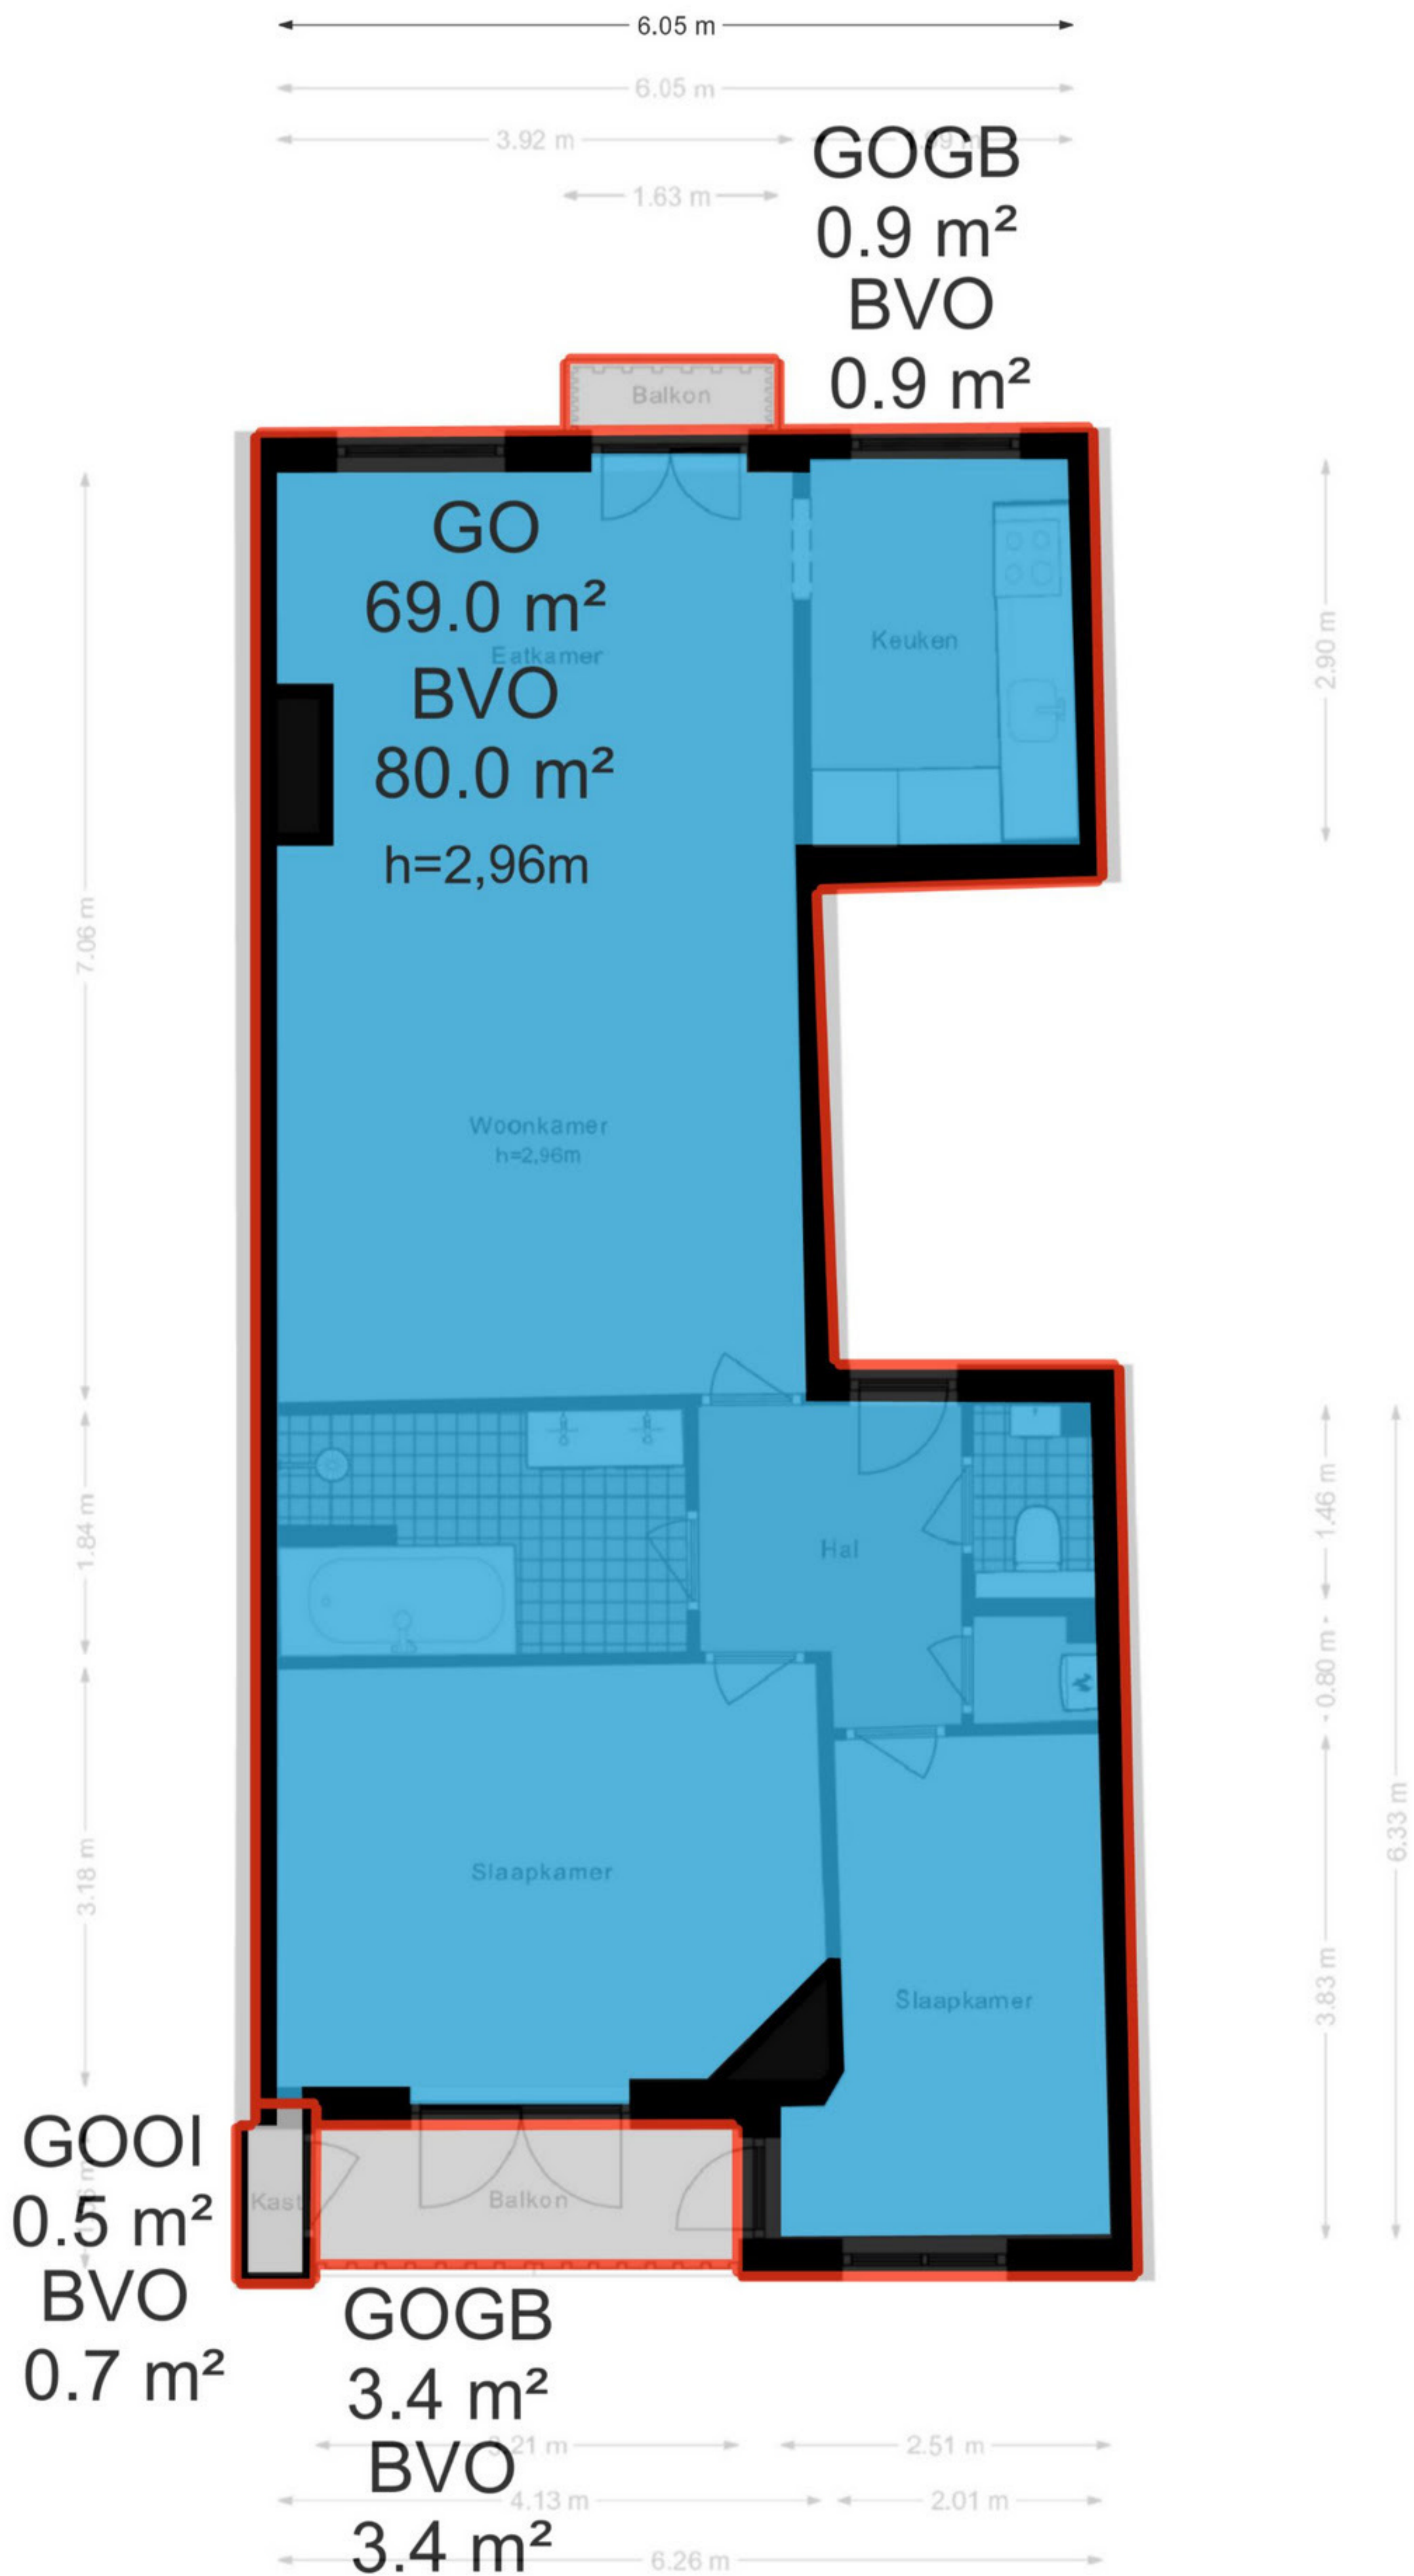 6.05 m
6.05 m
3.92 m
1.63 m
GOGB
0.9 m²
BVO
0.9 m²
Balkon
GO
69.0 m²
Eatkamer
BVO
80.0 m²
h=2,96m
Keuken
2.90 m
7.06 m
Woonkamer
h=2,96m
1.84 m
Hal
1.46 m
0.80 m
3.18 m
Slaapkamer
Slaapkamer
3.83 m
6.33 m
GOOI
0.5 m²
BVO
0.7 m²
Kast
Balkon
GOGB
3.4 m²
BVO
3.4 m²
3.21 m
2.51 m
4.13 m
2.01 m
6.26 m